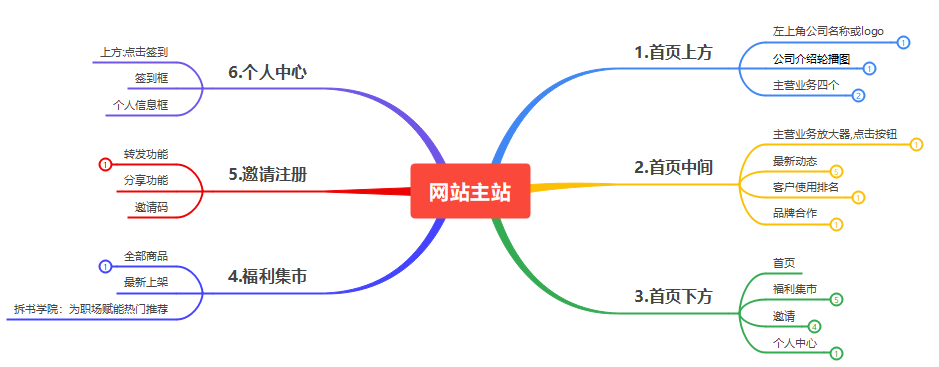 网站主站
1.首页上方
左上角公司名称或logo
1
公司介绍轮播图
1
主营业务四个
2
2.首页中间
主营业务放大器,点击按钮
1
最新动态
5
客户使用排名
1
品牌合作
1
3.首页下方
首页
福利集市
5
邀请
4
个人中心
1
4.福利集市
全部商品
1
最新上架
拆书学院：为职场赋能热门推荐
5.邀请注册
转发功能
1
分享功能
邀请码
6.个人中心
上方:点击签到
签到框
个人信息框